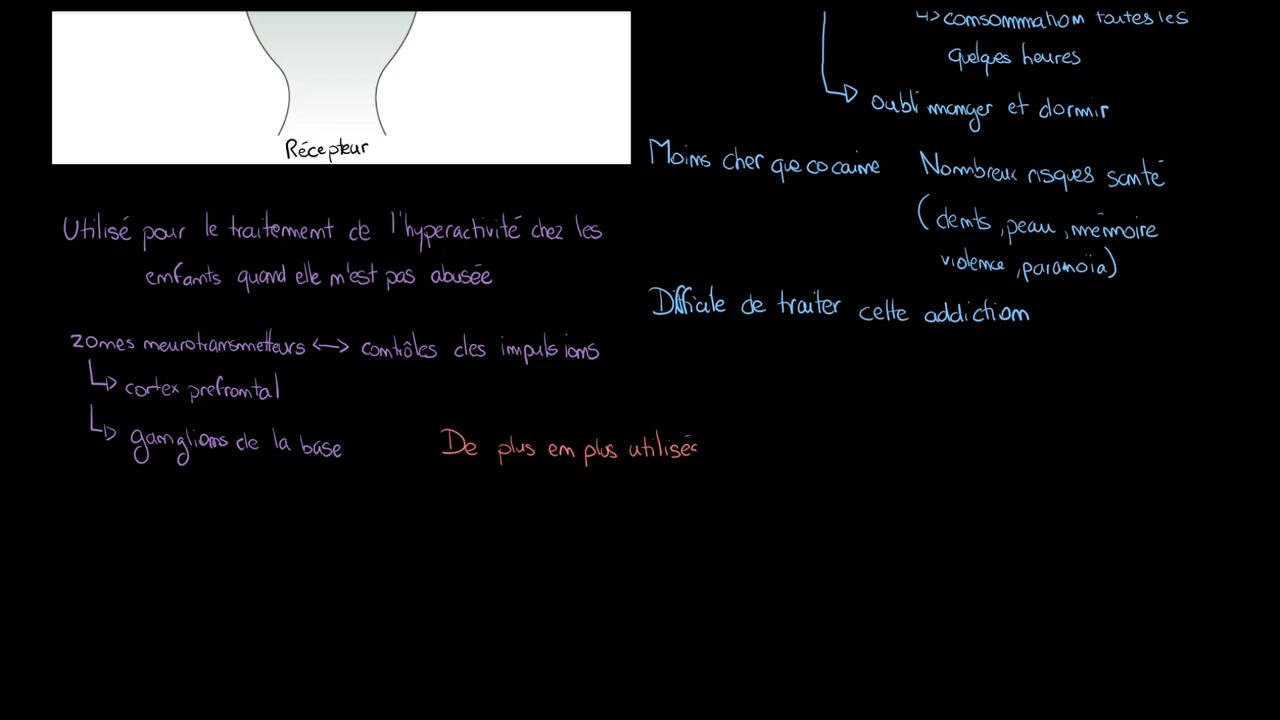 Récepteur
Utilisé pour le traitement de l'hyperactivité chez les
enfants quand elle n'est pas abusée
zones neurotransmetteurs <-> contrôles des impulsions
↳ cortex prefrontal
↳ ganglions de la base
↳ consommation toutes les
quelques heures
↳ oubli manger et dormir
Moins cher que cocaine
Nombreux risques santé
(dents, peau, mémoire
violence, paranoïa)
Difficile de traiter cette addiction
De plus en plus utilisée